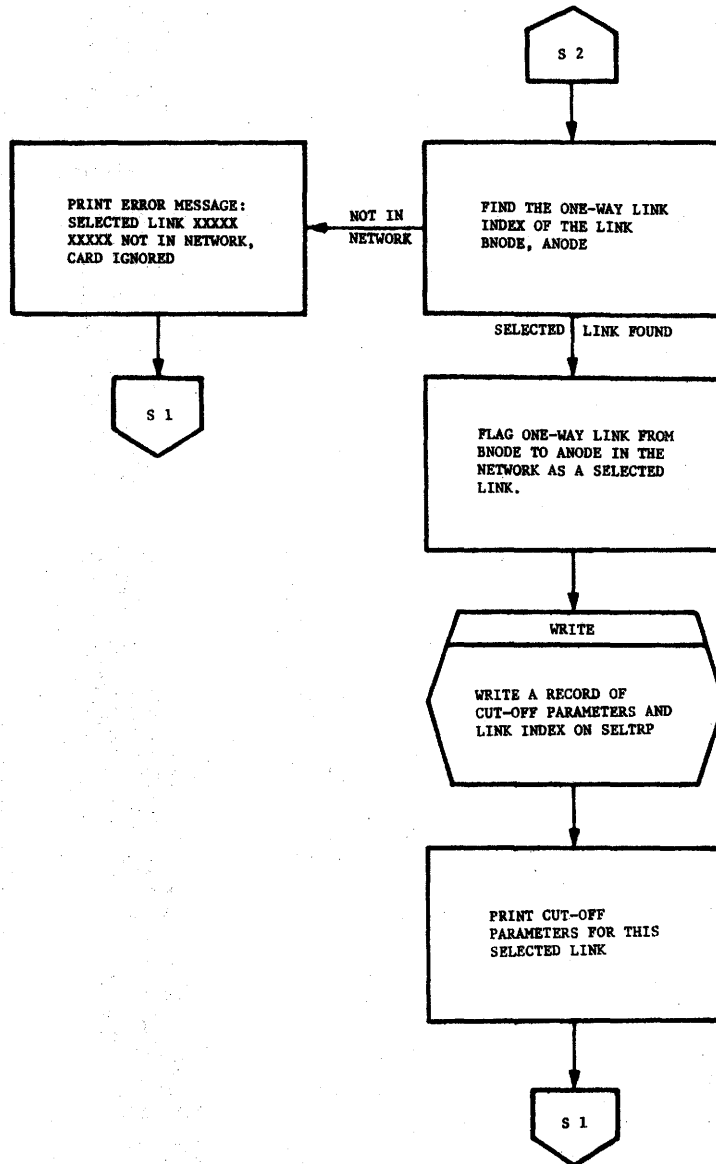 S 2
PRINT ERROR MESSAGE:
SELECTED LINK XXXXX
XXXXX NOT IN NETWORK,
CARD IGNORED
NOT IN
NETWORK
FIND THE ONE-WAY LINK
INDEX OF THE LINK
BNODE, ANODE
SELECTED LINK FOUND
S 1
FLAG ONE-WAY LINK FROM
BNODE TO ANODE IN THE
NETWORK AS A SELECTED
LINK.
WRITE
WRITE A RECORD OF
CUT-OFF PARAMETERS AND
LINK INDEX ON SELTRP
PRINT CUT-OFF
PARAMETERS FOR THIS
SELECTED LINK
S 1